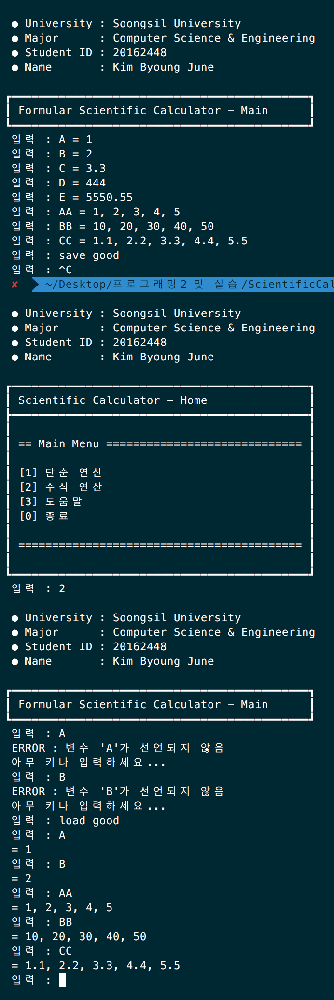 ● University : Soongsil University
● Major : Computer Science & Engineering
● Student ID : 20162448
● Name : Kim Byoung June
Formular Scientific Calculator – Main
입력 : A = 1
입력 : B = 2
입력 : C = 3.3
입력 : D = 444
입력 : E = 5550.55
입력 : AA = 1, 2, 3, 4, 5
입력 : BB = 10, 20, 30, 40, 50
입력 : CC = 1.1, 2.2, 3.3, 4.4, 5.5
입력 : save good
입력 : ^C
✘ ~/Desktop/프로그래밍2 및 실습/ScientificCal
● University : Soongsil University
● Major : Computer Science & Engineering
● Student ID : 20162448
● Name : Kim Byoung June
Scientific Calculator – Home
== Main Menu =============================
[1] 단순 연산
[2] 수식 연산
[3] 도움말
[0] 종료
==========================================
입력 : 2
● University : Soongsil University
● Major : Computer Science & Engineering
● Student ID : 20162448
● Name : Kim Byoung June
Formular Scientific Calculator – Main
입력 : A
ERROR : 변수 'A'가 선언되지 않음
아무 키나 입력하세요...
입력 : B
ERROR : 변수 'B'가 선언되지 않음
아무 키나 입력하세요...
입력 : load good
입력 : A
= 1
입력 : B
= 2
입력 : AA
= 1, 2, 3, 4, 5
입력 : BB
= 10, 20, 30, 40, 50
입력 : CC
= 1.1, 2.2, 3.3, 4.4, 5.5
입력 :